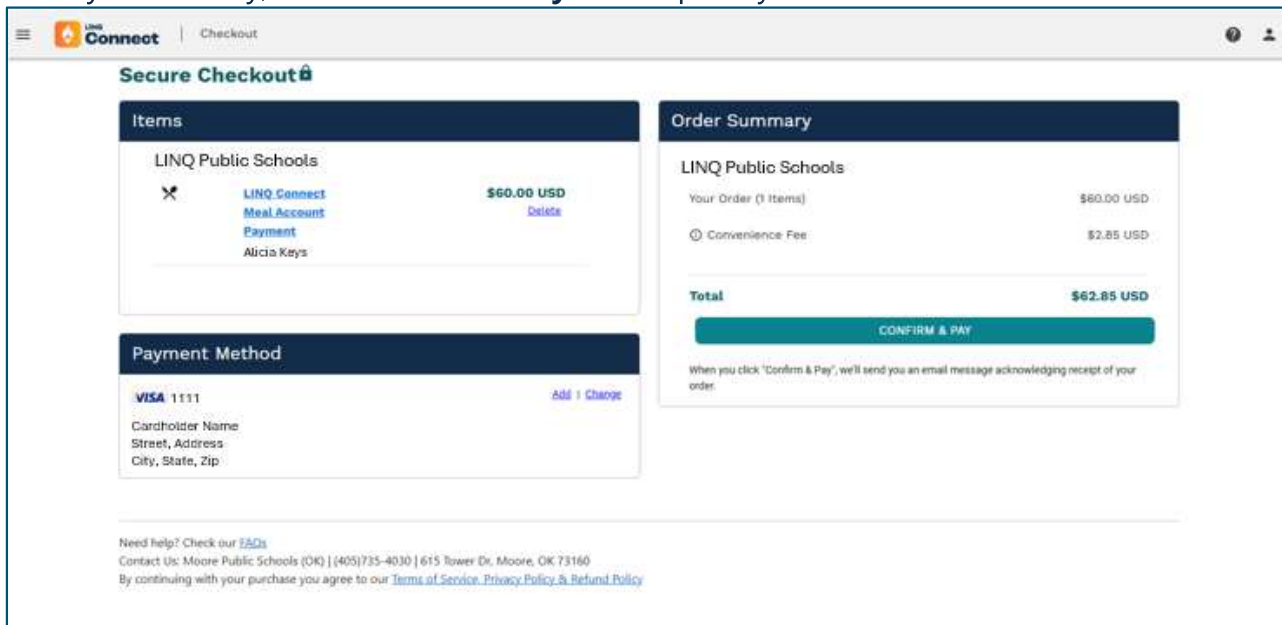 LINQ
Connect | Checkout
Secure Checkout
Items
LINQ Public Schools
LINQ Connect $60.00 USD
Meal Account Delete
Payment
Alicia Keys
Payment Method
VISA 1111 Add | Change
Cardholder Name
Street, Address
City, State, Zip
Order Summary
LINQ Public Schools
Your Order (1 Items) $60.00 USD
Convenience Fee $2.85 USD
Total $62.85 USD
CONFIRM & PAY
When you click "Confirm & Pay", we'll send you an email message acknowledging receipt of your
order.
Need help? Check our FAQs
Contact Us: Moore Public Schools (OK) | (405)735-4030 | 615 Tower Dr. Moore, OK 73160
By continuing with your purchase you agree to our Terms of Service, Privacy Policy & Refund Policy